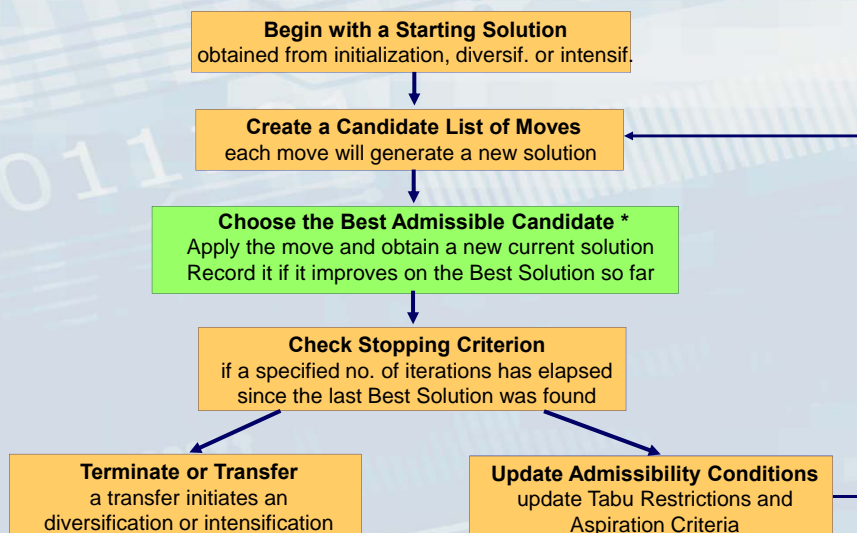 Begin with a Starting Solution
obtained from initialization, diversif. or intensif.
Create a Candidate List of Moves
each move will generate a new solution
Choose the Best Admissible Candidate *
Apply the move and obtain a new current solution
Record it if it improves on the Best Solution so far
Check Stopping Criterion
if a specified no. of iterations has elapsed
since the last Best Solution was found
Terminate or Transfer
a transfer initiates an
diversification or intensification
Update Admissibility Conditions
update Tabu Restrictions and
Aspiration Criteria